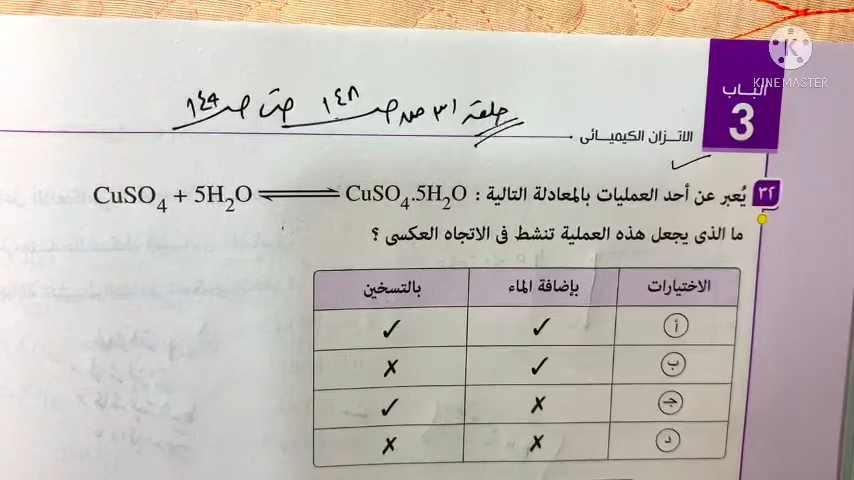 KINEMASTER
الباب
3
حلقة ٣١ من صـ ١٤٨ حتى صـ ١٤٩
الاتزان الكيميائى
٣٢ يُعبر عن أحد العمليات بالمعادلة التالية : CuSO4 + 5H2O ⇌ CuSO4.5H2O
ما الذى يجعل هذه العملية تنشط فى الاتجاه العكسى ؟
الاختيارات بإضافة الماء بالتسخين
أ ✓ ✓
ب ✓ ✗
جـ ✗ ✓
د ✗ ✗